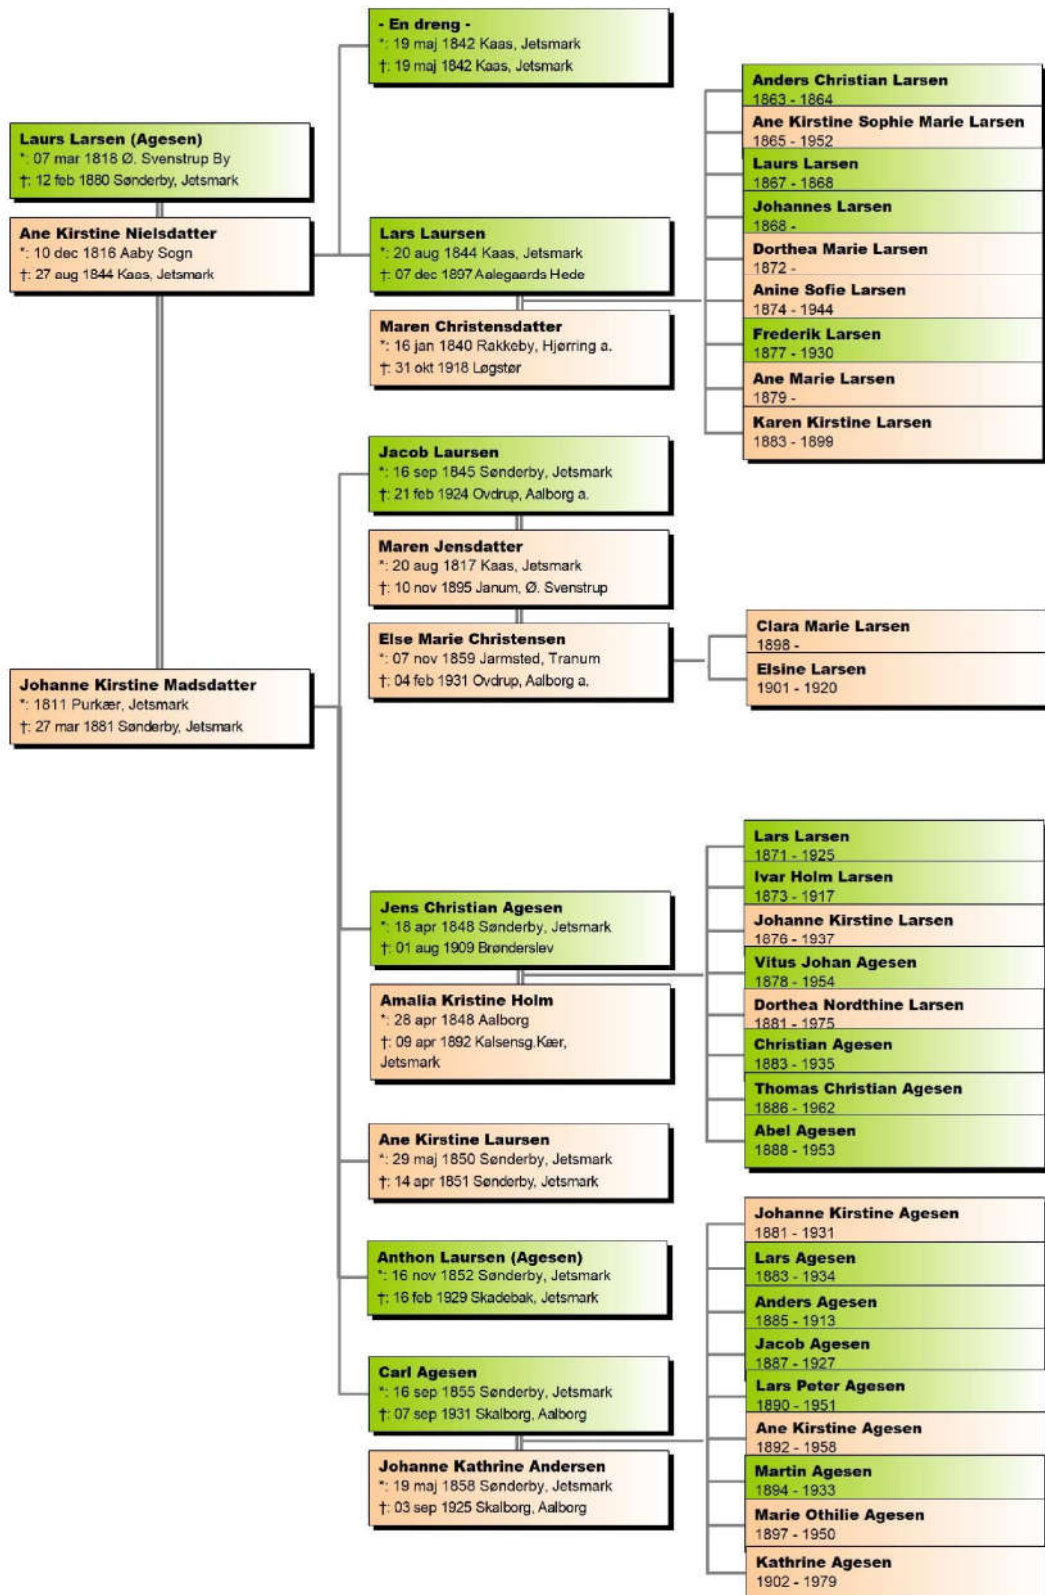 Laurs Larsen (Agesen)
*: 07 mar 1818 Ø. Svenstrup By
†: 12 feb 1880 Sønderby, Jetsmark
Ane Kirstine Nielsdatter
*: 10 dec 1816 Aaby Sogn
†: 27 aug 1844 Kaas, Jetsmark
Johanne Kirstine Madsdatter
*: 1811 Purkær, Jetsmark
†: 27 mar 1881 Sønderby, Jetsmark
- En dreng -
*: 19 maj 1842 Kaas, Jetsmark
†: 19 maj 1842 Kaas, Jetsmark
Lars Laursen
*: 20 aug 1844 Kaas, Jetsmark
†: 07 dec 1897 Aalegaards Hede
Maren Christensdatter
*: 16 jan 1840 Rakkeby, Hjørring a.
†: 31 okt 1918 Løgstør
Jacob Laursen
*: 16 sep 1845 Sønderby, Jetsmark
†: 21 feb 1924 Ovdrup, Aalborg a.
Maren Jensdatter
*: 20 aug 1817 Kaas, Jetsmark
†: 10 nov 1895 Janum, Ø. Svenstrup
Else Marie Christensen
*: 07 nov 1859 Jarmsted, Tranum
†: 04 feb 1931 Ovdrup, Aalborg a.
Jens Christian Agesen
*: 18 apr 1848 Sønderby, Jetsmark
†: 01 aug 1909 Brønderslev
Amalia Kristine Holm
*: 28 apr 1848 Aalborg
†: 09 apr 1892 Kalsensg.Kær,
Jetsmark
Ane Kirstine Laursen
*: 29 maj 1850 Sønderby, Jetsmark
†: 14 apr 1851 Sønderby, Jetsmark
Anthon Laursen (Agesen)
*: 16 nov 1852 Sønderby, Jetsmark
†: 16 feb 1929 Skadebak, Jetsmark
Carl Agesen
*: 16 sep 1855 Sønderby, Jetsmark
†: 07 sep 1931 Skalborg, Aalborg
Johanne Kathrine Andersen
*: 19 maj 1858 Sønderby, Jetsmark
†: 03 sep 1925 Skalborg, Aalborg
Anders Christian Larsen
1863 - 1864
Ane Kirstine Sophie Marie Larsen
1865 - 1952
Laurs Larsen
1867 - 1868
Johannes Larsen
1868 -
Dorthea Marie Larsen
1872 -
Anine Sofie Larsen
1874 - 1944
Frederik Larsen
1877 - 1930
Ane Marie Larsen
1879 -
Karen Kirstine Larsen
1883 - 1899
Clara Marie Larsen
1898 -
Elsine Larsen
1901 - 1920
Lars Larsen
1871 - 1925
Ivar Holm Larsen
1873 - 1917
Johanne Kirstine Larsen
1876 - 1937
Vitus Johan Agesen
1878 - 1954
Dorthea Nordthine Larsen
1881 - 1975
Christian Agesen
1883 - 1935
Thomas Christian Agesen
1886 - 1962
Abel Agesen
1888 - 1953
Johanne Kirstine Agesen
1881 - 1931
Lars Agesen
1883 - 1934
Anders Agesen
1885 - 1913
Jacob Agesen
1887 - 1927
Lars Peter Agesen
1890 - 1951
Ane Kirstine Agesen
1892 - 1958
Martin Agesen
1894 - 1933
Marie Othilie Agesen
1897 - 1950
Kathrine Agesen
1902 - 1979